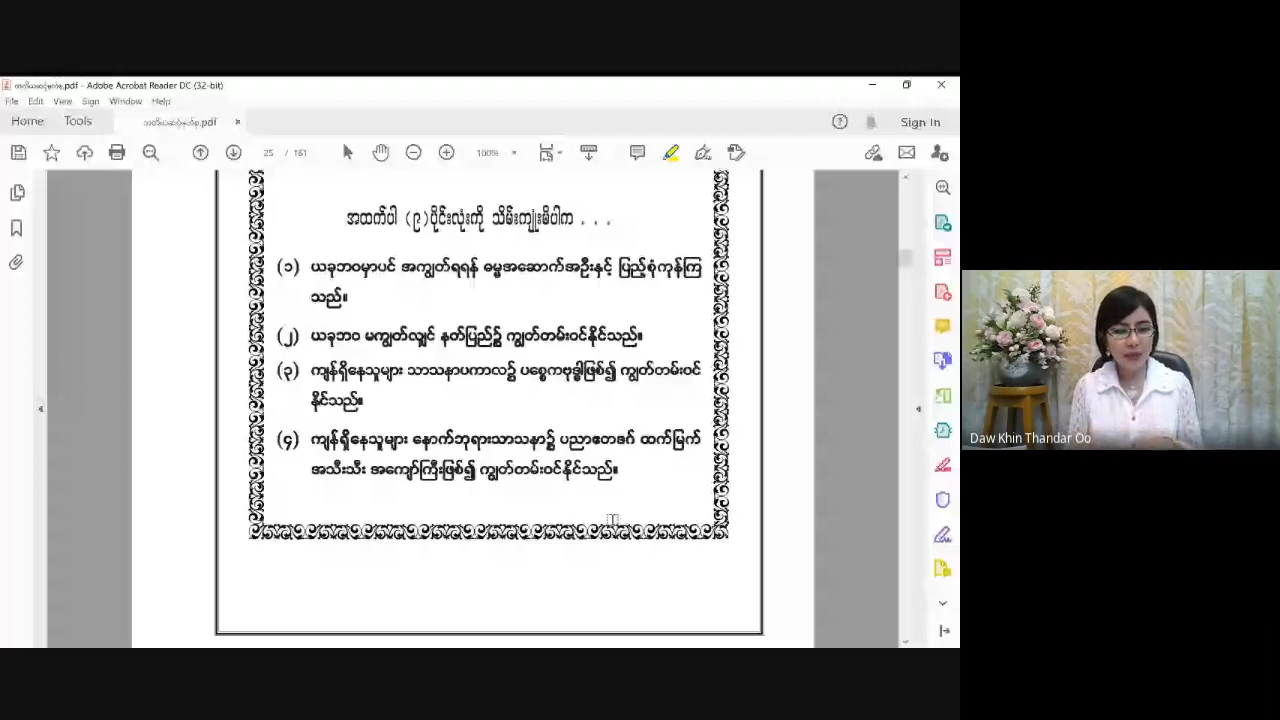 .pdf - Adobe Acrobat Reader DC (32-bit)
File Edit View Sign Window Help
Home Tools .pdf Sign In
25 / 161 100%
အထက်ပါ (၉)ပိုင်းလုံးကို သိမ်းကျုံးမိပါက . . .
(၁) ယခုဘဝမှာပင် အကျွတ်ရရန် ဓမ္မအဆောက်အဦးနှင့် ပြည့်စုံကုန်ကြ
သည်။
(၂) ယခုဘဝ မကျွတ်လျှင် နတ်ပြည်၌ ကျွတ်တမ်းဝင်နိုင်သည်။
(၃) ကျန်ရှိနေသူများ သာသနာပကာလ၌ ပစ္စေကဗုဒ္ဓါဖြစ်၍ ကျွတ်တမ်းဝင်
နိုင်သည်။
(၄) ကျန်ရှိနေသူများ နောက်ဘုရားသာသနာ၌ ပညာဧတဒဂ် ထက်မြက်
အသီးသီး အကျော်ကြီးဖြစ်၍ ကျွတ်တမ်းဝင်နိုင်သည်။
Daw Khin Thandar Oo